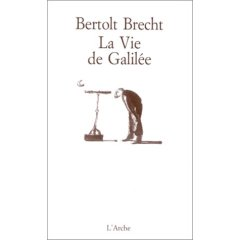 Bertolt Brecht
La Vie
de Galilée
L'Arche